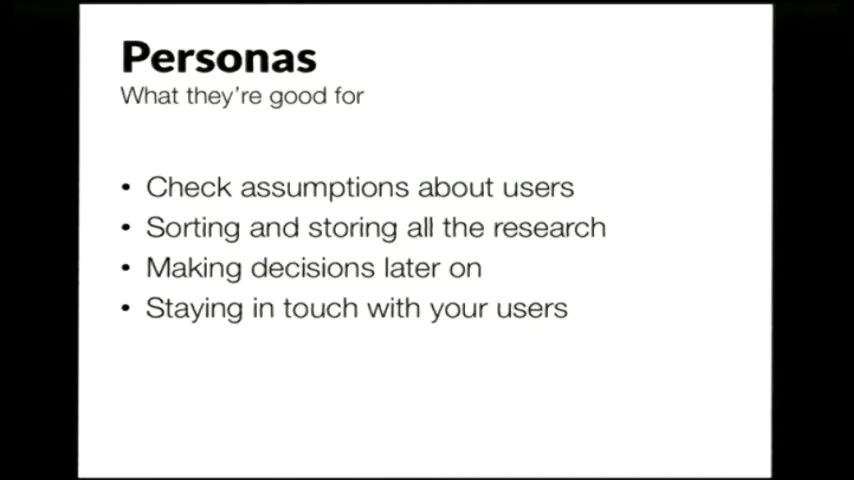 Personas
What they're good for
• Check assumptions about users
• Sorting and storing all the research
• Making decisions later on
• Staying in touch with your users